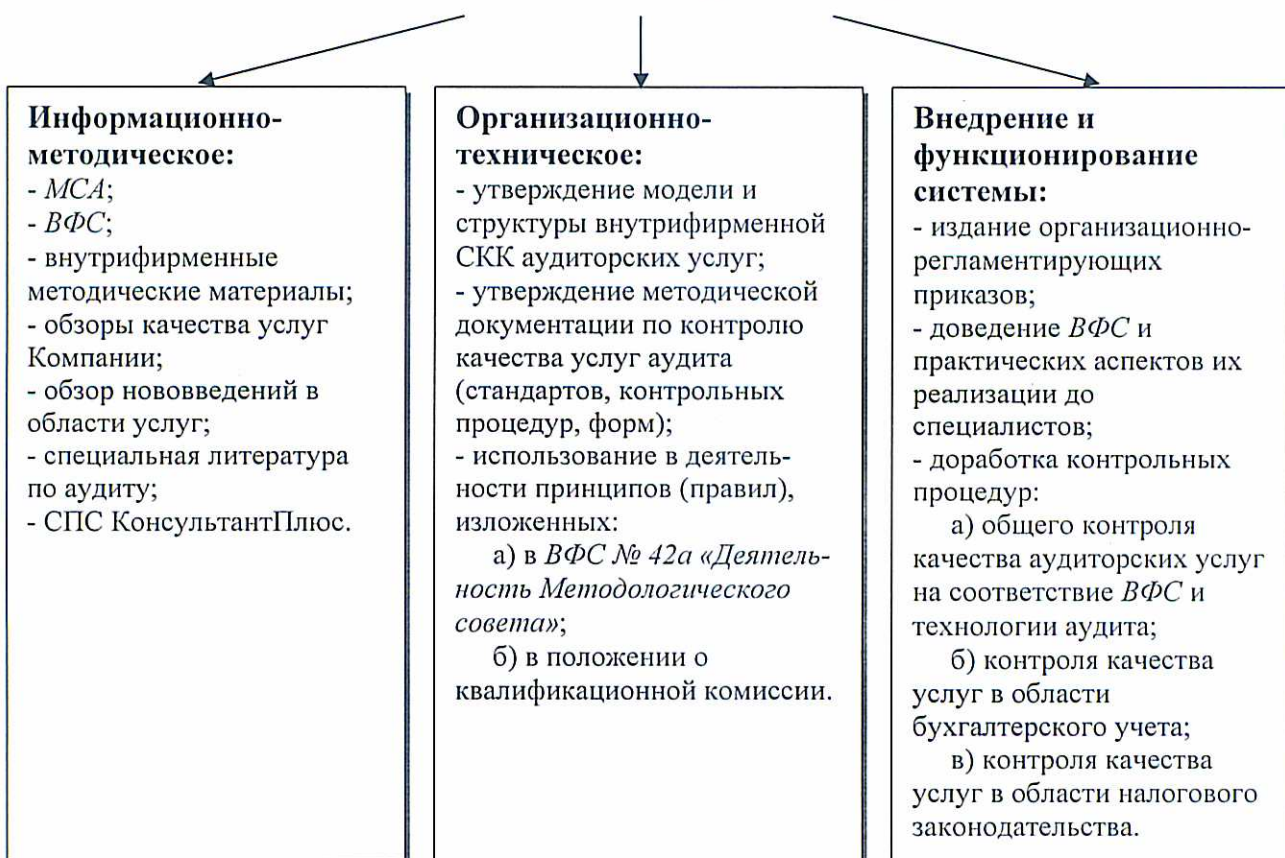 Информационно-
методическое:
- МСА;
- ВФС;
- внутрифирменные
методические материалы;
- обзоры качества услуг
Компании;
- обзор нововведений в
области услуг;
- специальная литература
по аудиту;
- СПС КонсультантПлюс.
Организационно-
техническое:
- утверждение модели и
структуры внутрифирменной
СКК аудиторских услуг;
- утверждение методической
документации по контролю
качества услуг аудита
(стандартов, контрольных
процедур, форм);
- использование в деятель-
ности принципов (правил),
изложенных:
а) в ВФС № 42а «Деятель-
ность Методологического
совета»;
б) в положении о
квалификационной комиссии.
Внедрение и
функционирование
системы:
- издание организационно-
регламентирующих
приказов;
- доведение ВФС и
практических аспектов их
реализации до
специалистов;
- доработка контрольных
процедур:
а) общего контроля
качества аудиторских услуг
на соответствие ВФС и
технологии аудита;
б) контроля качества
услуг в области
бухгалтерского учета;
в) контроля качества
услуг в области налогового
законодательства.